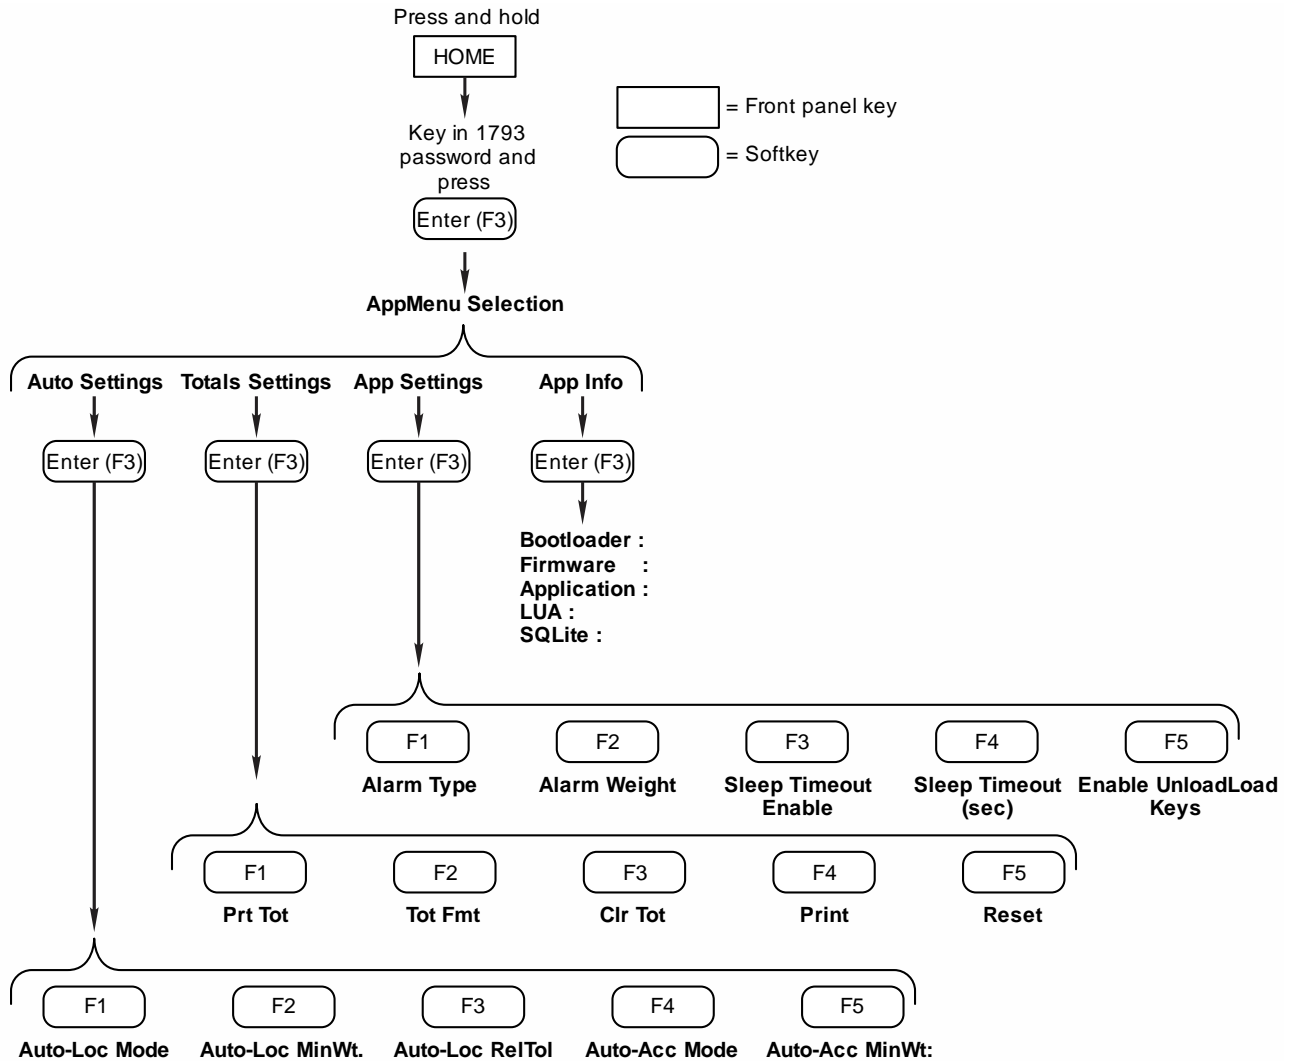 Press and hold
HOME
= Front panel key
Key in 1793
password and
press
= Softkey
Enter (F3)
AppMenu Selection
Auto Settings Totals Settings App Settings App Info
Enter (F3) Enter (F3) Enter (F3) Enter (F3)
Bootloader :
Firmware :
Application :
LUA :
SQLite :
F1 F2 F3 F4 F5
Alarm Type Alarm Weight Sleep Timeout Sleep Timeout Enable UnloadLoad
Enable (sec) Keys
F1 F2 F3 F4 F5
Prt Tot Tot Fmt Clr Tot Print Reset
F1 F2 F3 F4 F5
Auto-Loc Mode Auto-Loc MinWt. Auto-Loc RelTol Auto-Acc Mode Auto-Acc MinWt: